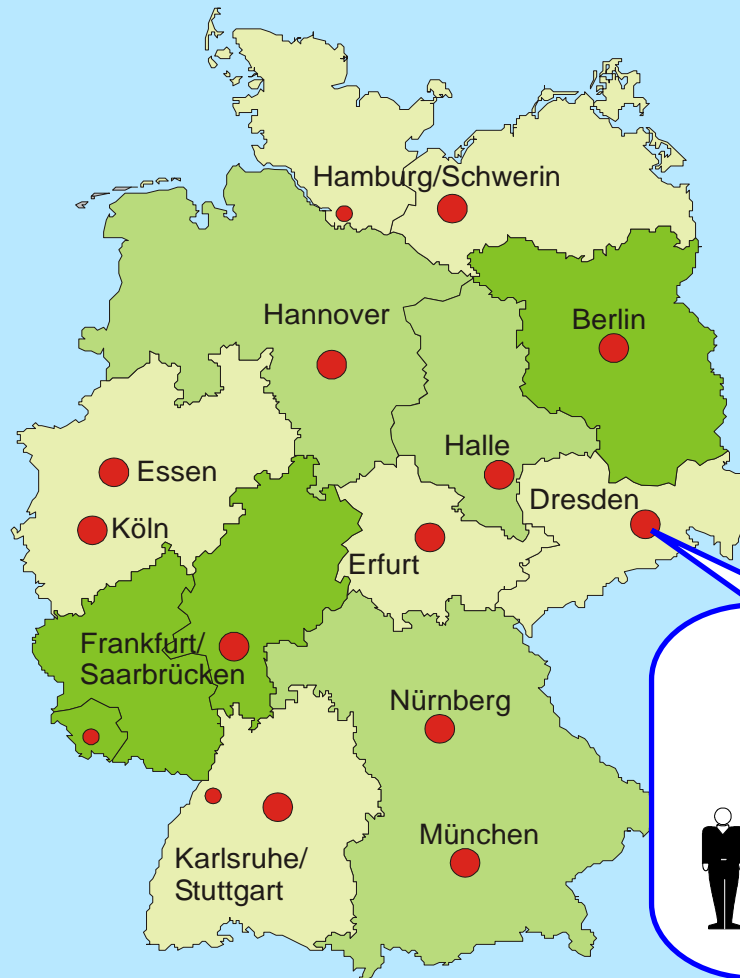 Hamburg/Schwerin
Hannover
Berlin
Halle
Essen
Dresden
Köln
Erfurt
Frankfurt/
Saarbrücken
Nürnberg
München
Karlsruhe/
Stuttgart